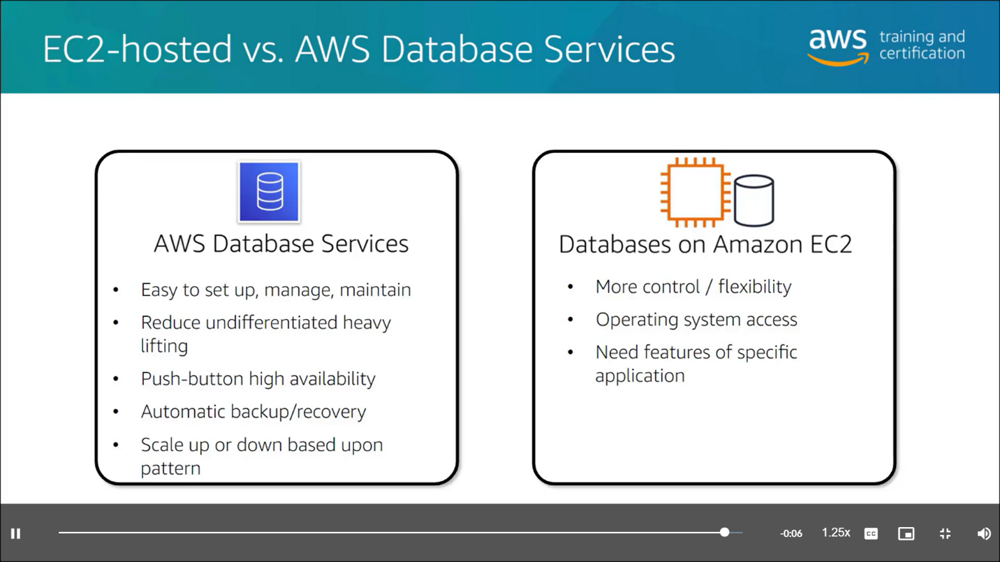 EC2-hosted vs. AWS Database Services
aws training and
certification
AWS Database Services
• Easy to set up, manage, maintain
• Reduce undifferentiated heavy
lifting
• Push-button high availability
• Automatic backup/recovery
• Scale up or down based upon
pattern
Databases on Amazon EC2
• More control / flexibility
• Operating system access
• Need features of specific
application
-0:06 1.25x CC